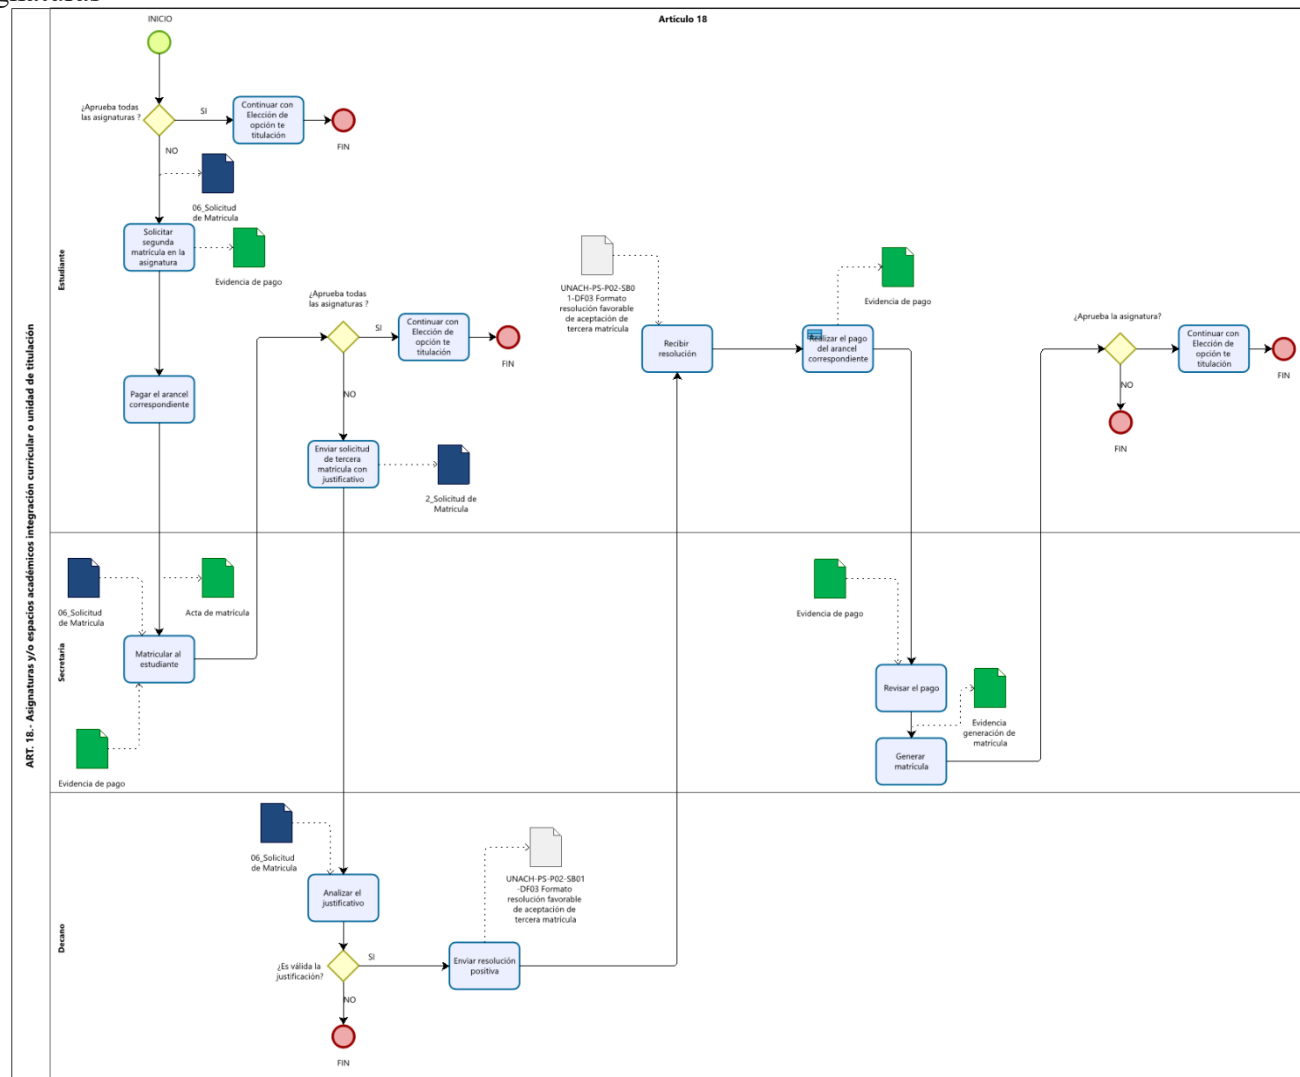 INICIO
Artículo 18
¿Aprueba todas
las asignaturas ?
SI
Continuar con
Elección de
opción te
titulación
FIN
NO
06_Solicitud
de Matricula
Solicitar
segunda
matrícula en la
asignatura
Evidencia de pago
Estudiante
¿Aprueba todas
las asignaturas ?
SI
Continuar con
Elección de
opción te
titulación
FIN
NO
UNACH-PS-P02-SB0
1-DF03 Formato
resolución favorable
de aceptación de
tercera matrícula
Recibir
resolución
Evidencia de pago
Realizar el pago
del arancel
correspondiente
¿Aprueba la asignatura?
Continuar con
Elección de
opción te
titulación
FIN
NO
FIN
Pagar el arancel
correspondiente
Enviar solicitud
de tercera
matrícula con
justificativo
2_Solicitud de
Matricula
ART. 18.- Asignaturas y/o espacios académicos integración curricular o unidad de titulación
Secretaria
06_Solicitud
de Matricula
Acta de matrícula
Matricular al
estudiante
Evidencia de pago
Evidencia de pago
Revisar el pago
Evidencia
generación de
matrícula
Generar
matrícula
Decano
06_Solicitud
de Matricula
Analizar el
justificativo
UNACH-PS-P02-SB01
-DF03 Formato
resolución favorable
de aceptación de
tercera matrícula
¿Es válida la
justificación?
SI
Enviar resolución
positiva
NO
FIN